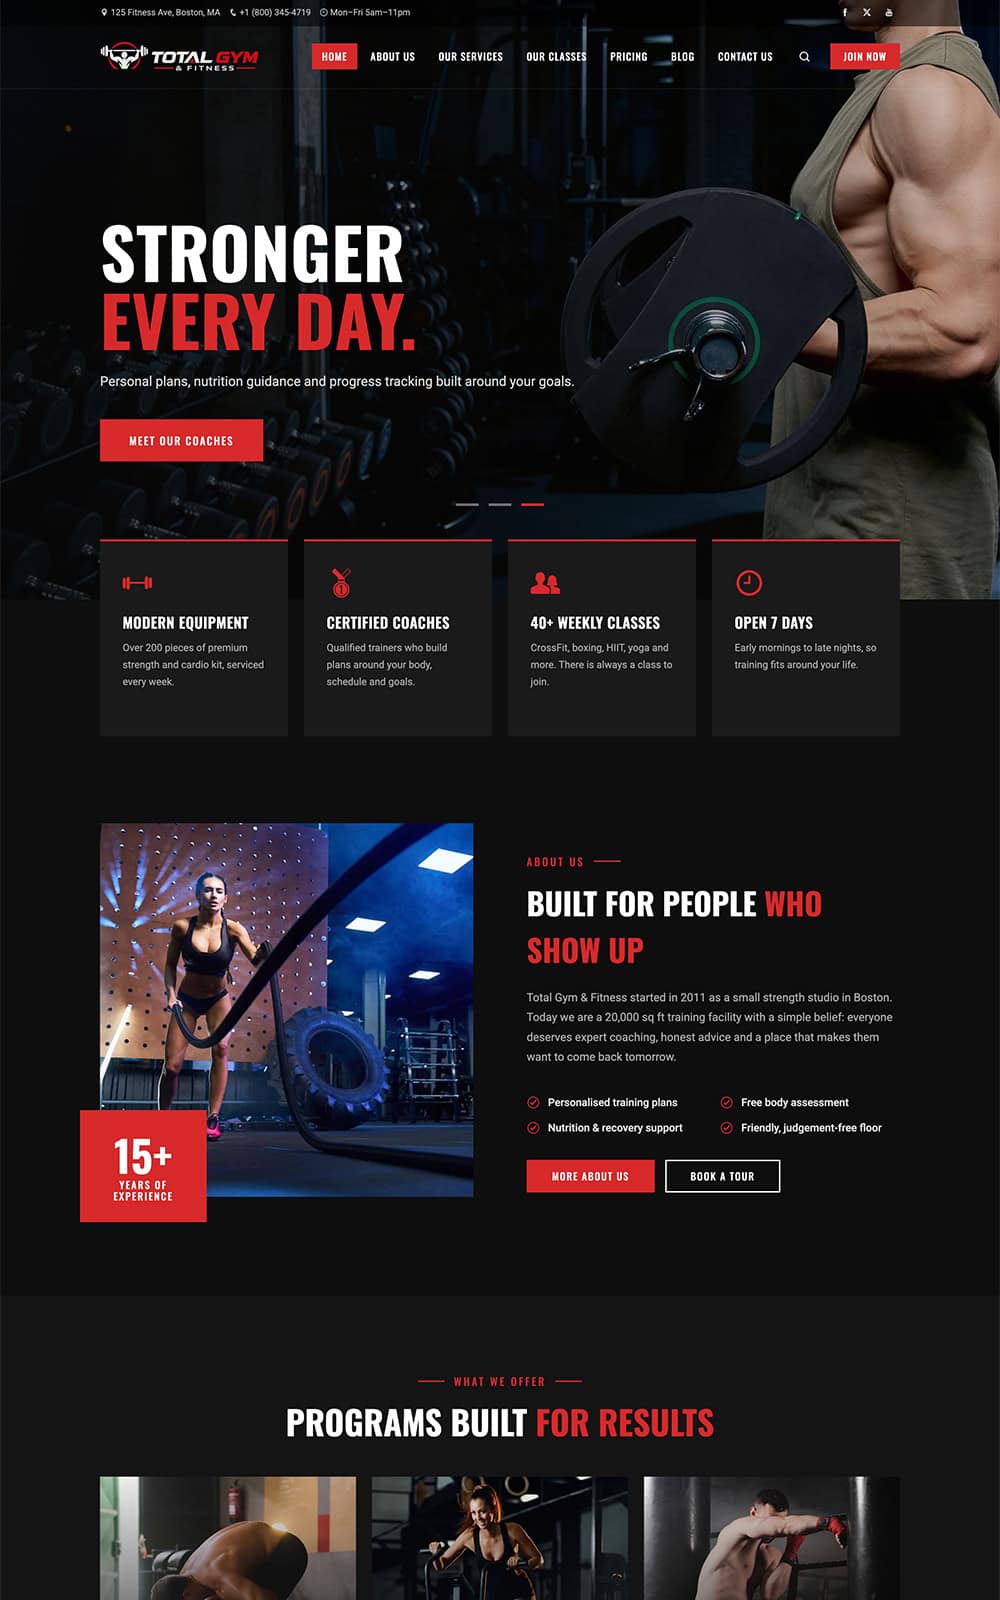 125 Fitness Ave, Boston, MA +1 (800) 345-4719 Mon–Fri 5am–11pm
TOTAL GYM
& FITNESS
HOME ABOUT US OUR SERVICES OUR CLASSES PRICING BLOG CONTACT US JOIN NOW
STRONGER
EVERY DAY.
Personal plans, nutrition guidance and progress tracking built around your goals.
MEET OUR COACHES
MODERN EQUIPMENT
Over 200 pieces of premium
strength and cardio kit, serviced
every week.
CERTIFIED COACHES
Qualified trainers who build
plans around your body,
schedule and goals.
40+ WEEKLY CLASSES
CrossFit, boxing, HIIT, yoga and
more. There is always a class to
join.
OPEN 7 DAYS
Early mornings to late nights, so
training fits around your life.
15+
YEARS OF
EXPERIENCE
ABOUT US
BUILT FOR PEOPLE WHO
SHOW UP
Total Gym & Fitness started in 2011 as a small strength studio in Boston.
Today we are a 20,000 sq ft training facility with a simple belief: everyone
deserves expert coaching, honest advice and a place that makes them
want to come back tomorrow.
Personalised training plans Free body assessment
Nutrition & recovery support Friendly, judgement-free floor
MORE ABOUT US BOOK A TOUR
WHAT WE OFFER
PROGRAMS BUILT FOR RESULTS